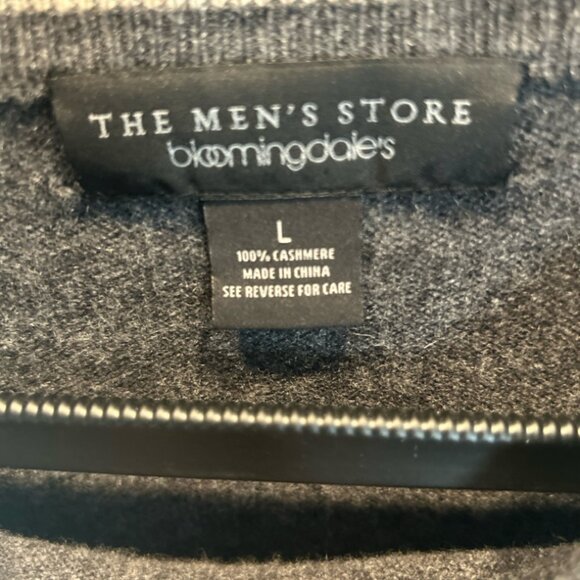 THE MEN'S STORE
bloomingdale's
L
100% CASHMERE
MADE IN CHINA
SEE REVERSE FOR CARE